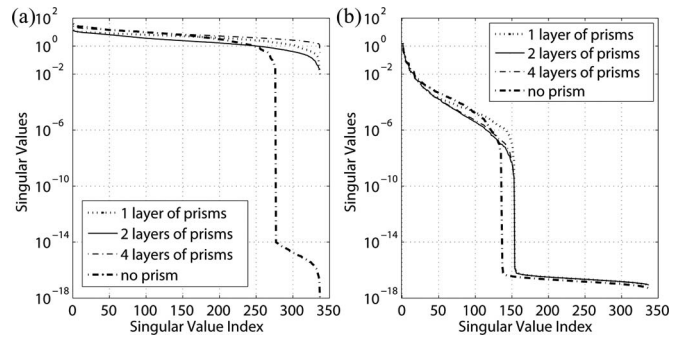 (a)
10^2
10^0
10^−2
10^−6
10^−10
10^−14
10^−18
Singular Values
1 layer of prisms
2 layers of prisms
4 layers of prisms
no prism
0 50 100 150 200 250 300 350
Singular Value Index
(b)
10^2
10^0
10^−2
10^−6
10^−10
10^−14
10^−18
Singular Values
1 layer of prisms
2 layers of prisms
4 layers of prisms
no prism
0 50 100 150 200 250 300 350
Singular Value Index